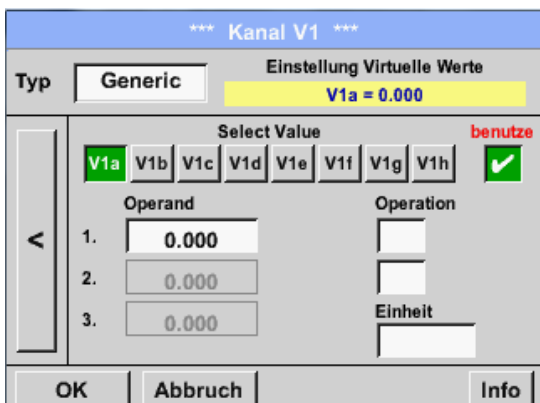 *** Kanal V1 ***
Typ Generic Einstellung Virtuelle Werte
V1a = 0.000
Select Value benutze
V1a V1b V1c V1d V1e V1f V1g V1h
Operand Operation
< 1. 0.000
2. 0.000
3. 0.000 Einheit
OK Abbruch Info